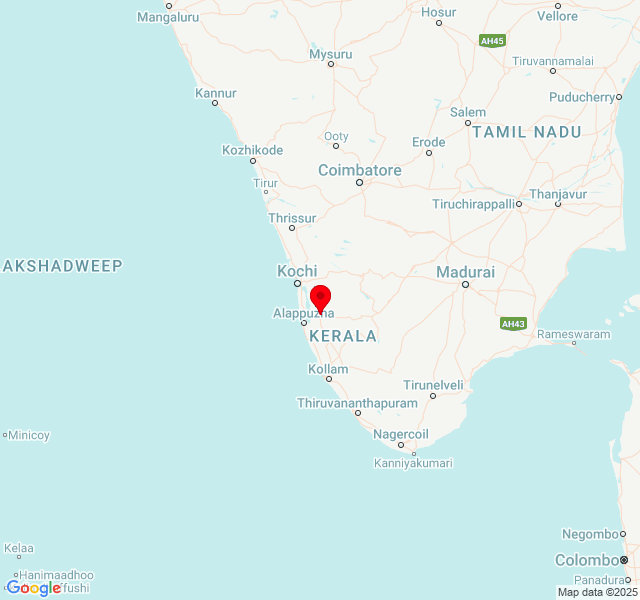 Mangaluru
Hosur
Vellore
AH45
Mysuru
Tiruvannamalai
Kannur
Puducherry
Salem
TAMIL NADU
Ooty
Erode
Kozhikode
Coimbatore
Tirur
Thanjavur
Tiruchirappalli
Thrissur
AKSHADWEEP
Kochi
Madurai
Alappuzha
AH43
KERALA
Rameswaram
Kollam
Tirunelveli
Thiruvananthapuram
Minicoy
Nagercoil
Kanniyakumari
Negombo
Kelaa
Colombo
Hanimaadhoo
Panadura
Google
ffushi
Map data ©2025